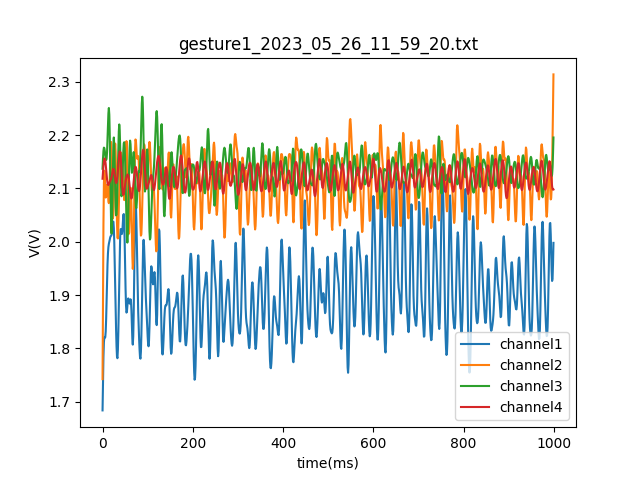 gesture1_2023_05_26_11_59_20.txt
2.3
2.2
2.1
2.0
1.9
1.8
1.7
V(V)
channel1
channel2
channel3
channel4
0
200
400
600
800
1000
time(ms)